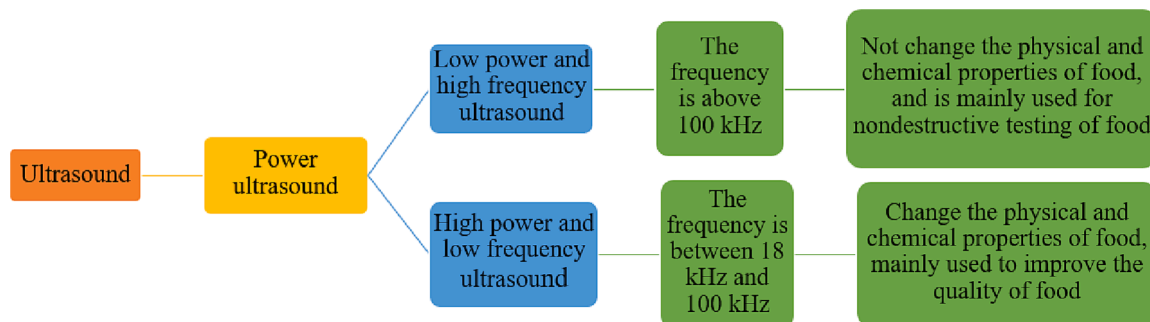 Ultrasound
Power
ultrasound
Low power and
high frequency
ultrasound
The
frequency
is above
100 kHz
Not change the physical and
chemical properties of food,
and is mainly used for
nondestructive testing of food
High power and
low frequency
ultrasound
The
frequency is
between 18
kHz and
100 kHz
Change the physical and
chemical properties of food,
mainly used to improve the
quality of food